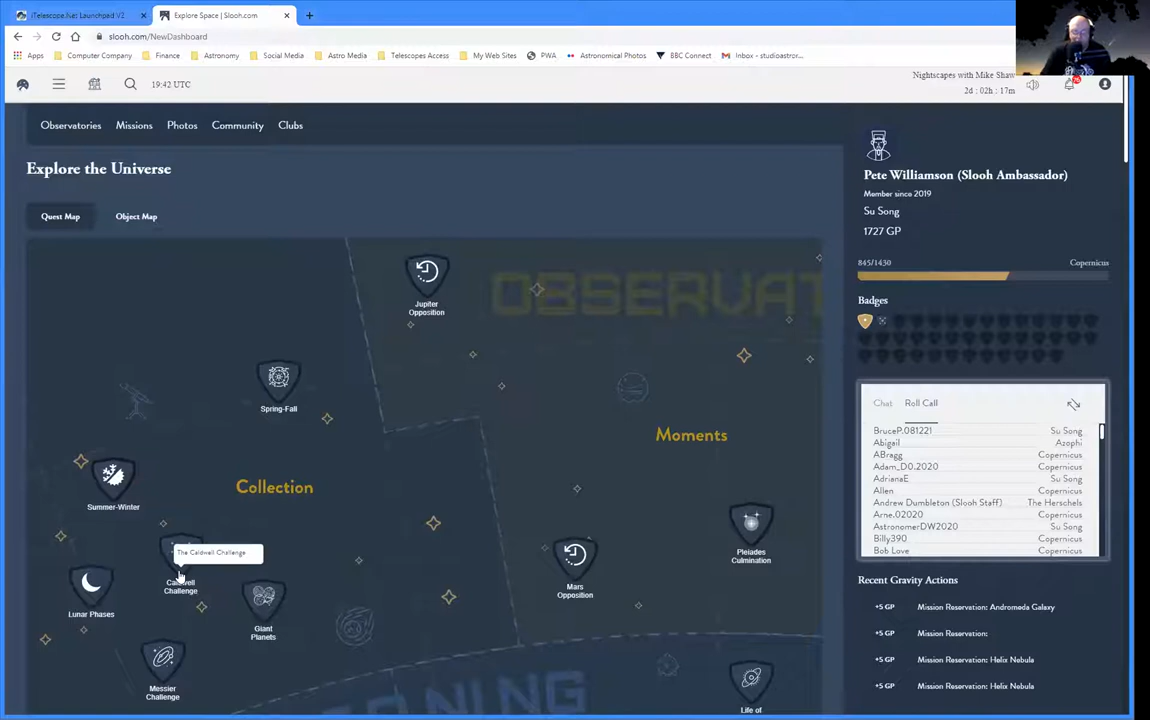 iTelescope.Net Launchpad V2
Explore Space | Slooh.com
slooh.com/NewDashboard
Apps
Computer Company
Finance
Astronomy
Social Media
Astro Media
Telescopes Access
My Web Sites
PWA
Astronomical Photos
BBC Connect
Inbox - studioastror...
19:42 UTC
Nightscapes with Mike Shaw
2d : 02h : 17m
Observatories
Missions
Photos
Community
Clubs
Explore the Universe
Quest Map
Object Map
OBSERVAT
Jupiter
Opposition
Spring-Fall
Moments
Collection
Summer-Winter
The Caldwell Challenge
Caldwell
Challenge
Lunar Phases
Giant
Planets
Messier
Challenge
Mars
Opposition
Pleiades
Culmination
Life of
ONING
Pete Williamson (Slooh Ambassador)
Member since 2019
Su Song
1727 GP
845/1430
Copernicus
Badges
Chat
Roll Call
BruceP.081221 Su Song
Abigail Azophi
ABragg Copernicus
Adam_D0.2020 Copernicus
AdrianaE Su Song
Allen Copernicus
Andrew Dumbleton (Slooh Staff) The Herschels
Arne.02020 Copernicus
AstronomerDW2020 Su Song
Billy390 Copernicus
Bob Love Copernicus
Recent Gravity Actions
+5 GP Mission Reservation: Andromeda Galaxy
+5 GP Mission Reservation:
+5 GP Mission Reservation: Helix Nebula
+5 GP Mission Reservation: Helix Nebula